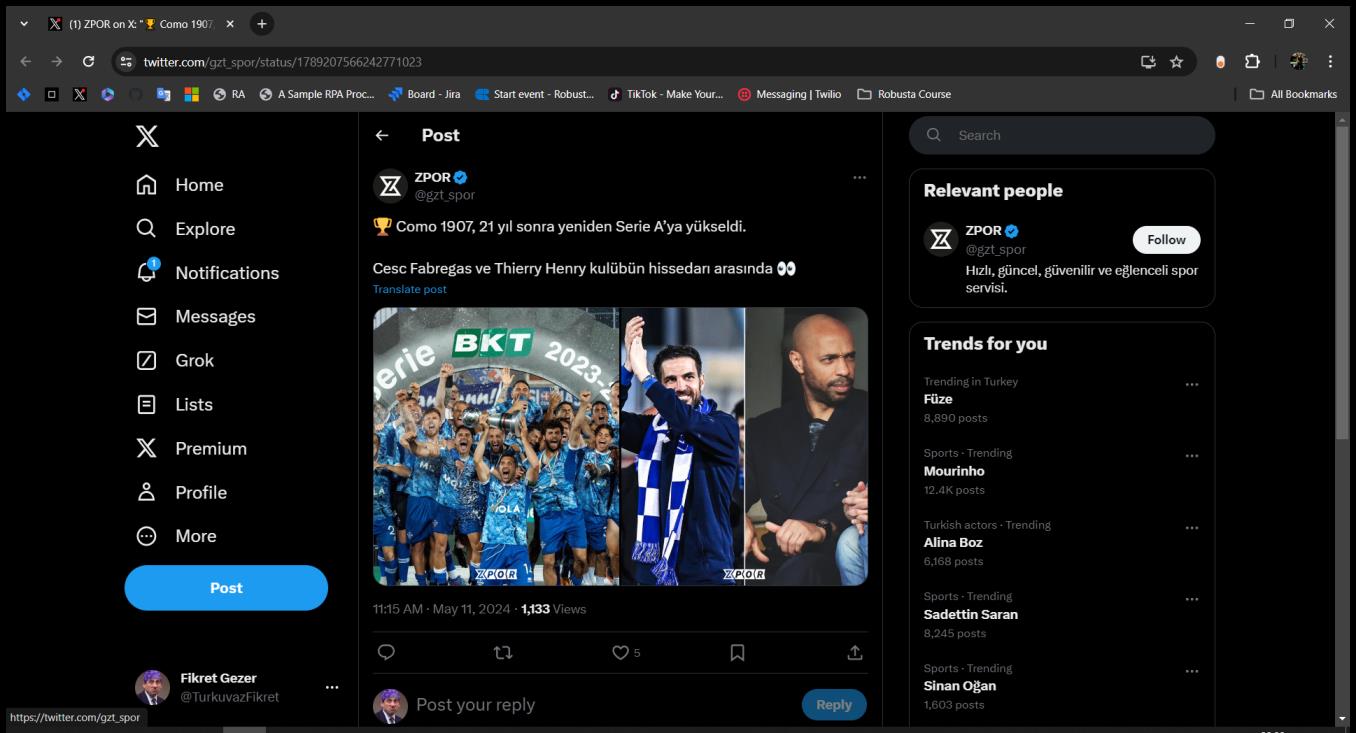 (1) ZPOR on X: "🏆 Como 1907,
twitter.com/gzt_spor/status/1789207566242771023
RA
A Sample RPA Proc...
Board - Jira
Start event - Robust...
TikTok - Make Your...
Messaging | Twilio
Robusta Course
All Bookmarks
Home
Explore
1
Notifications
Messages
Grok
Lists
Premium
Profile
More
Post
Fikret Gezer
@TurkuvazFikret
https://twitter.com/gzt_spor
Post
ZPOR
@gzt_spor
🏆 Como 1907, 21 yıl sonra yeniden Serie A'ya yükseldi.
Cesc Fabregas ve Thierry Henry kulübün hissedarı arasında 👀
Translate post
serie BKT 2023-2
MOLA
ZPOR
ZPOR
11:15 AM · May 11, 2024 · 1,133 Views
5
Post your reply
Reply
Search
Relevant people
ZPOR
@gzt_spor
Follow
Hızlı, güncel, güvenilir ve eğlenceli spor
servisi.
Trends for you
Trending in Turkey
Füze
8,890 posts
Sports · Trending
Mourinho
12.4K posts
Turkish actors · Trending
Alina Boz
6,168 posts
Sports · Trending
Sadettin Saran
8,245 posts
Sports · Trending
Sinan Oğan
1,603 posts